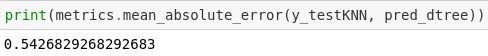 print(metrics.mean_absolute_error(y_testKNN, pred_dtree))
0.5426829268292683